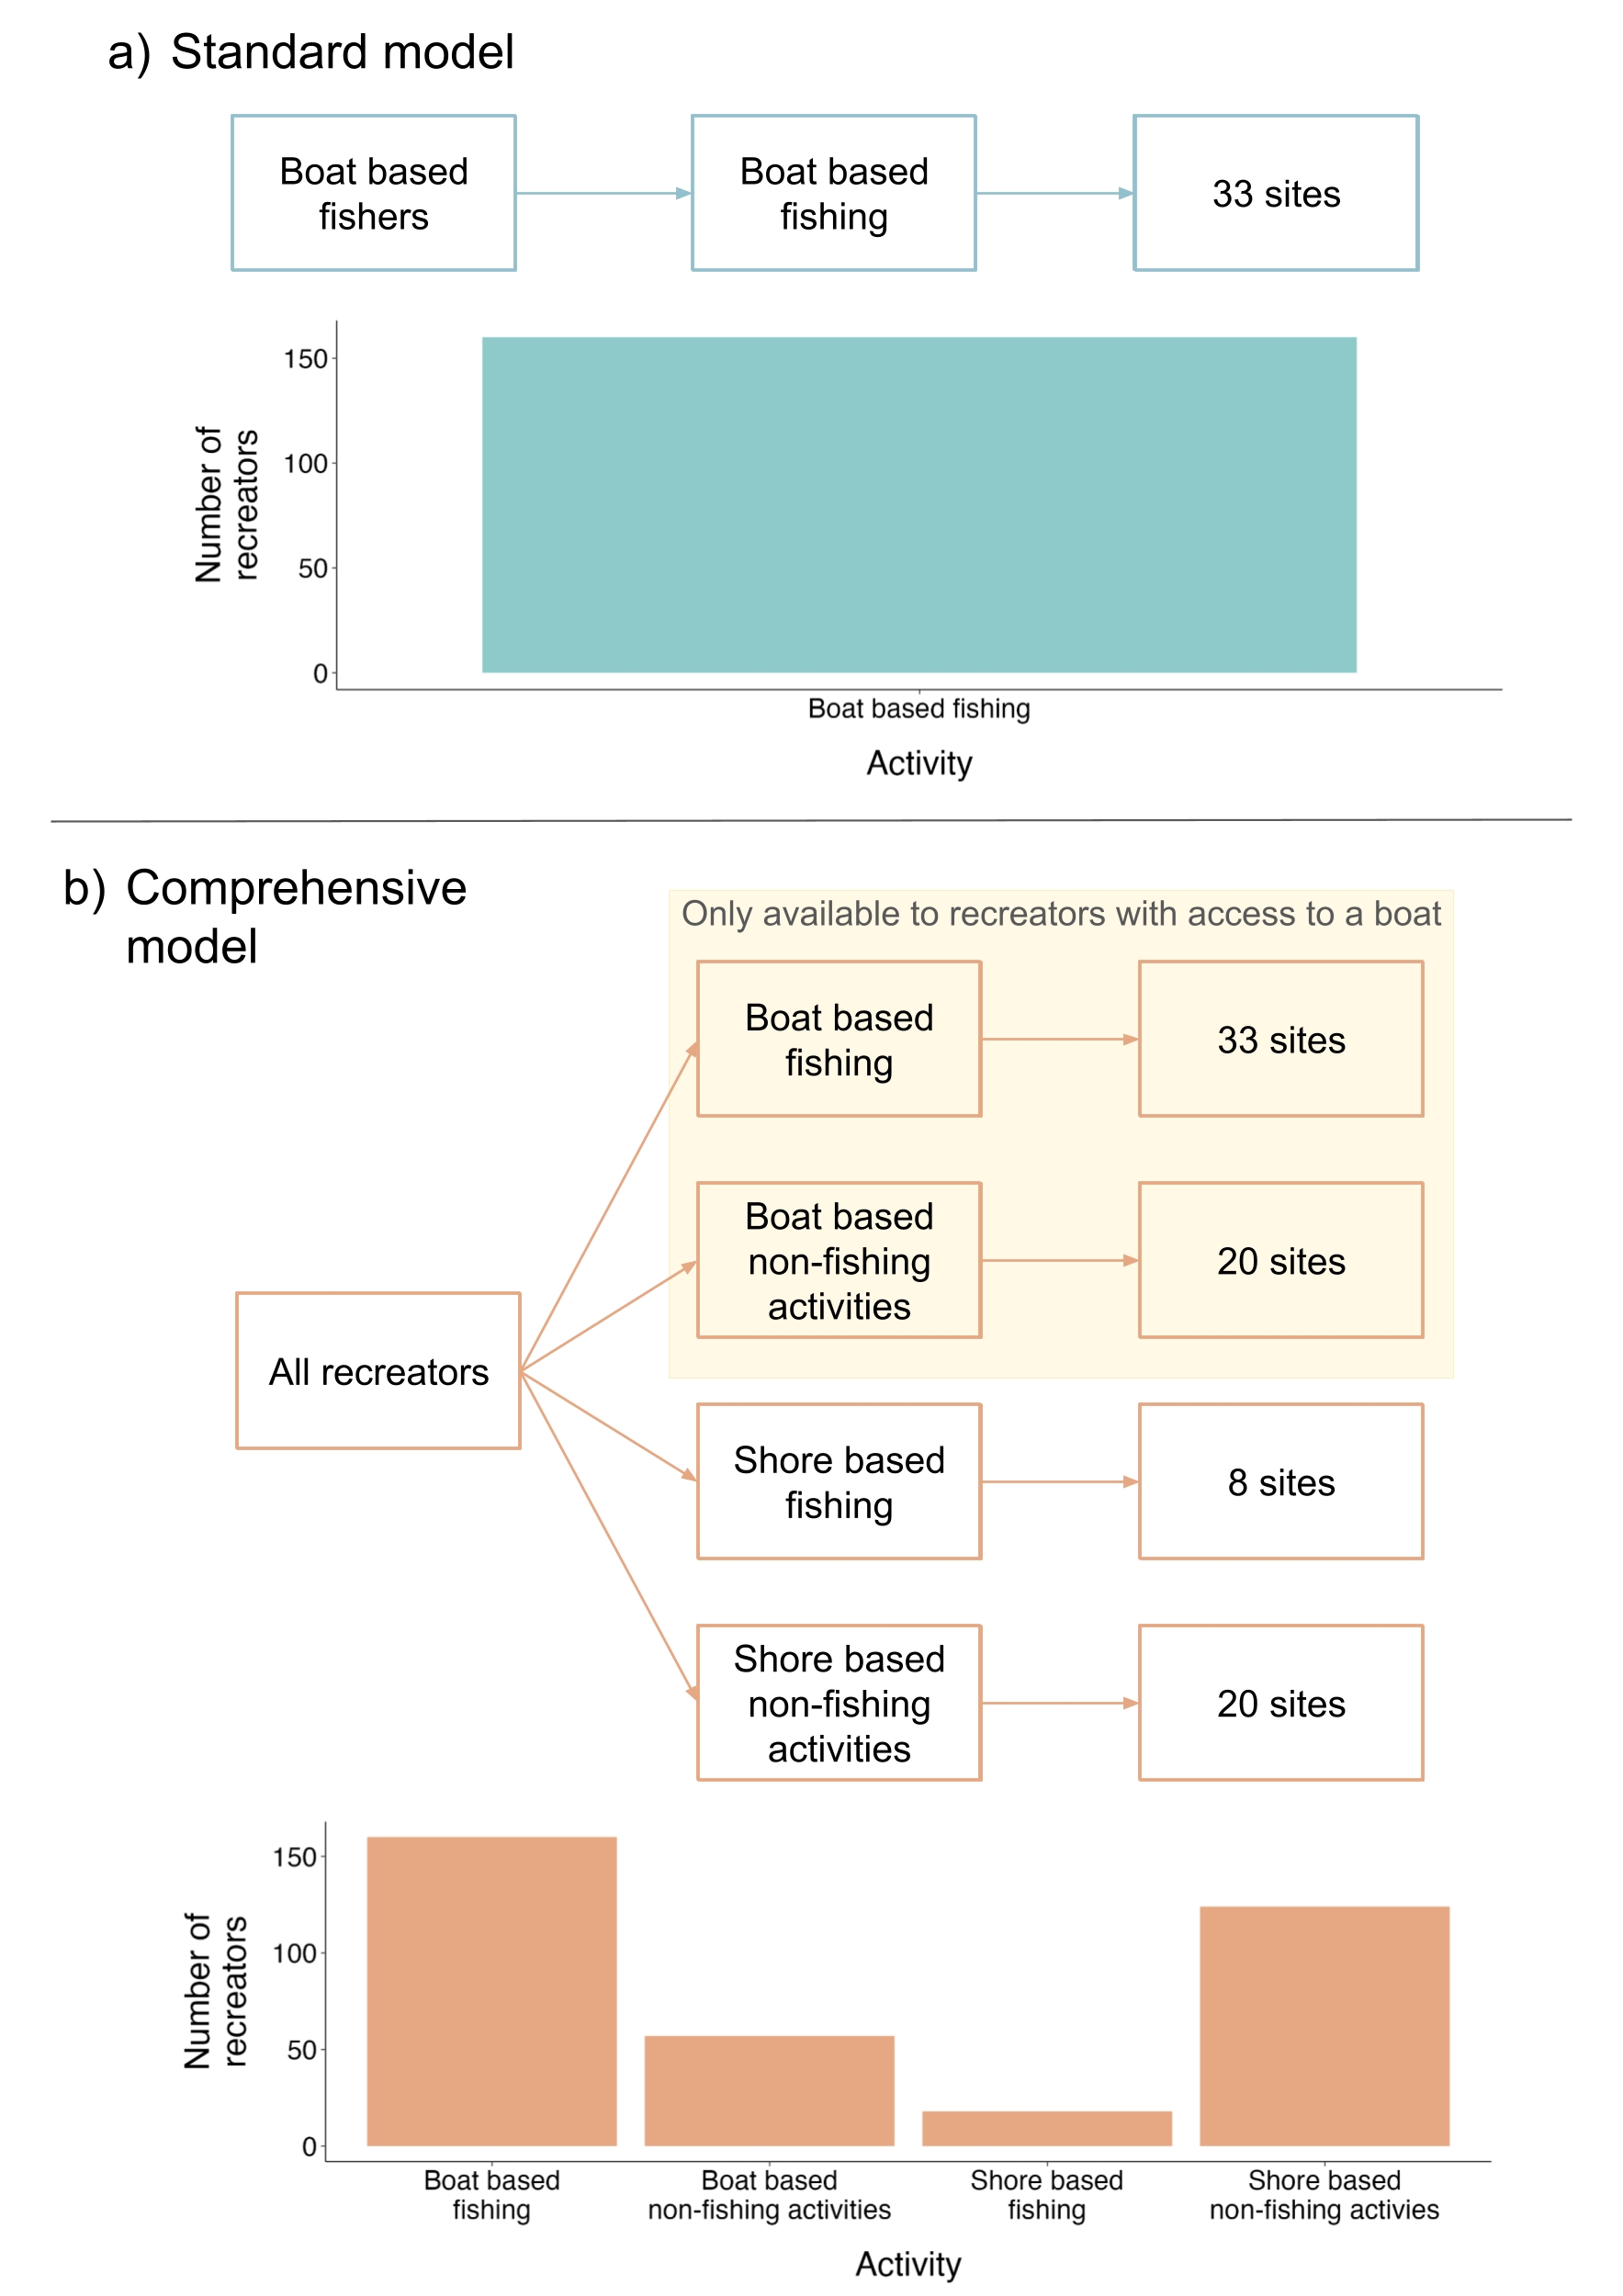 a) Standard model
Boat based
fishers
Boat based
fishing
33 sites
Number of
recreators
150
100
50
0
Boat based fishing
Activity
b) Comprehensive
model
Only available to recreators with access to a boat
Boat based
fishing
33 sites
Boat based
non-fishing
activities
20 sites
All recreators
Shore based
fishing
8 sites
Shore based
non-fishing
activities
20 sites
Number of
recreators
150
100
50
0
Boat based
fishing
Boat based
non-fishing activities
Shore based
fishing
Shore based
non-fishing activies
Activity